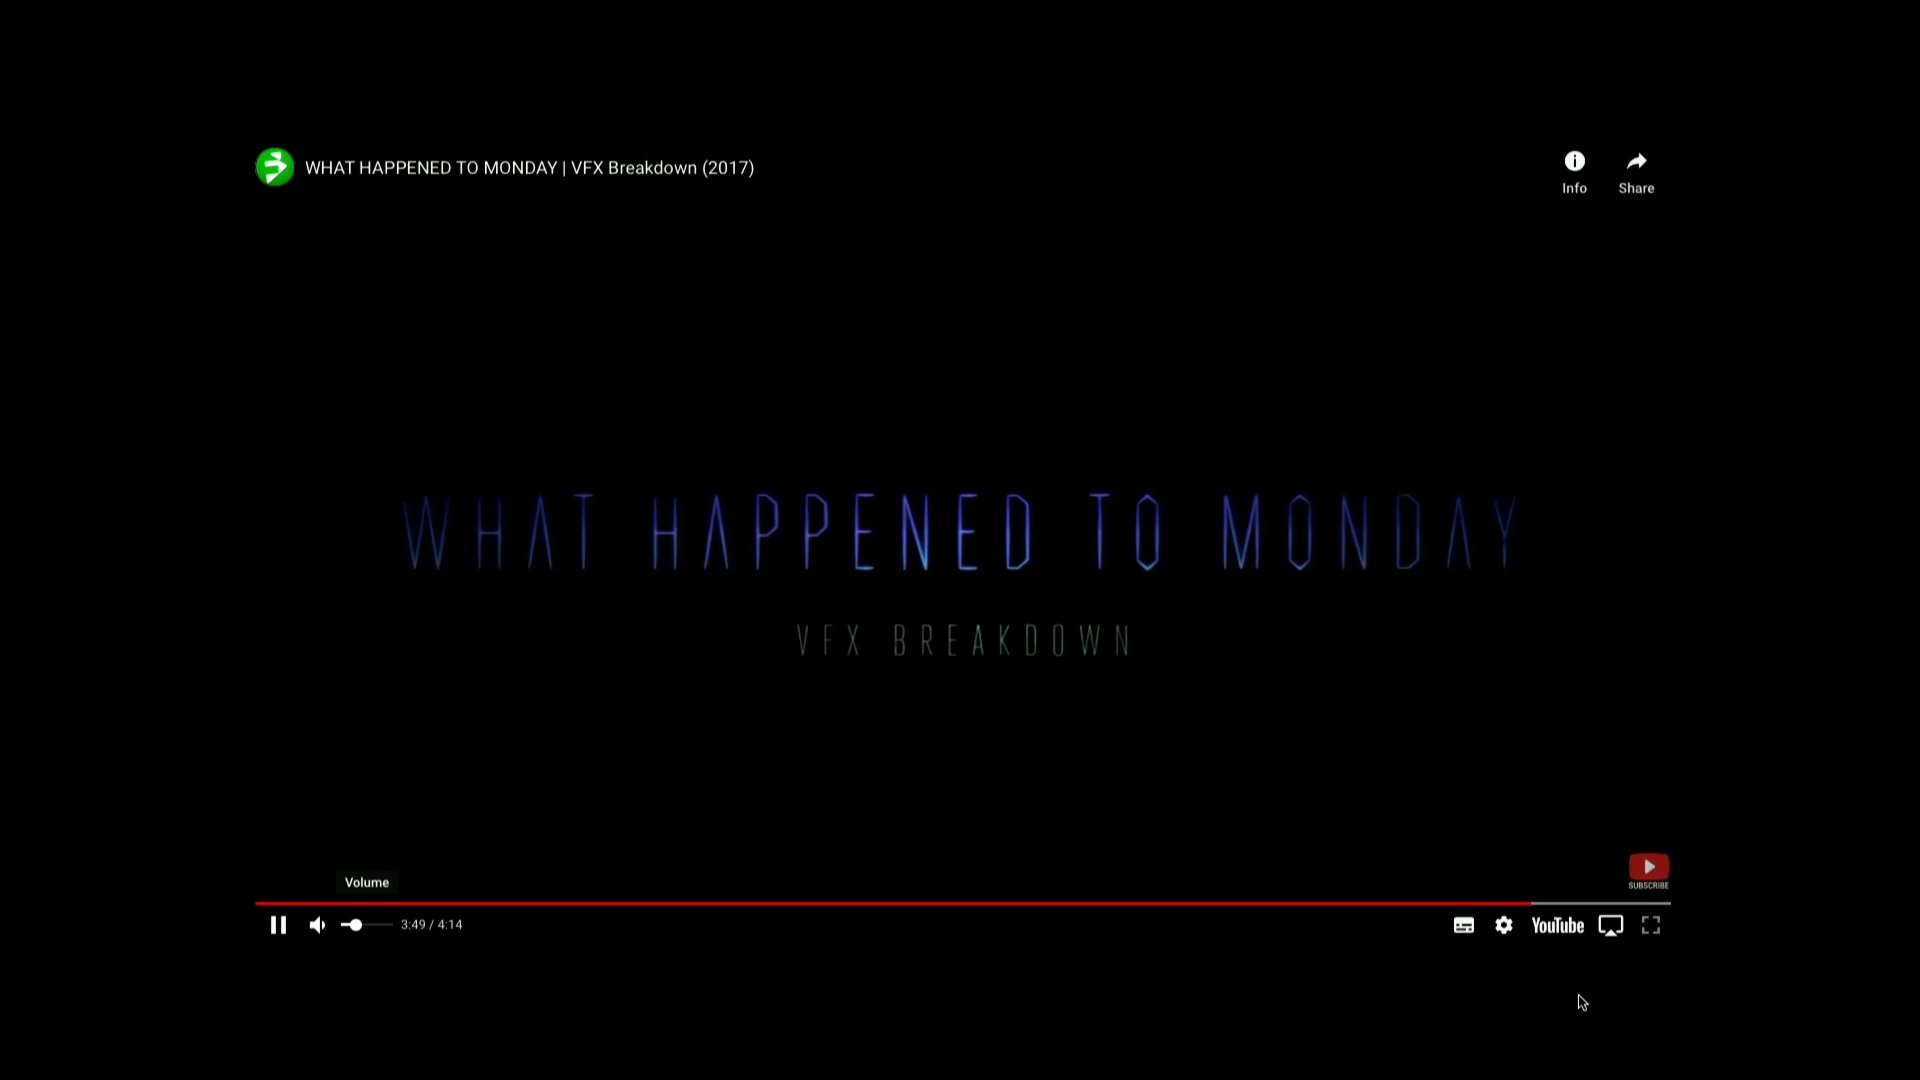 WHAT HAPPENED TO MONDAY | VFX Breakdown (2017)
Info
Share
WHAT HAPPENED TO MONDAY
VFX BREAKDOWN
SUBSCRIBE
Volume
3:49 / 4:14
YouTube